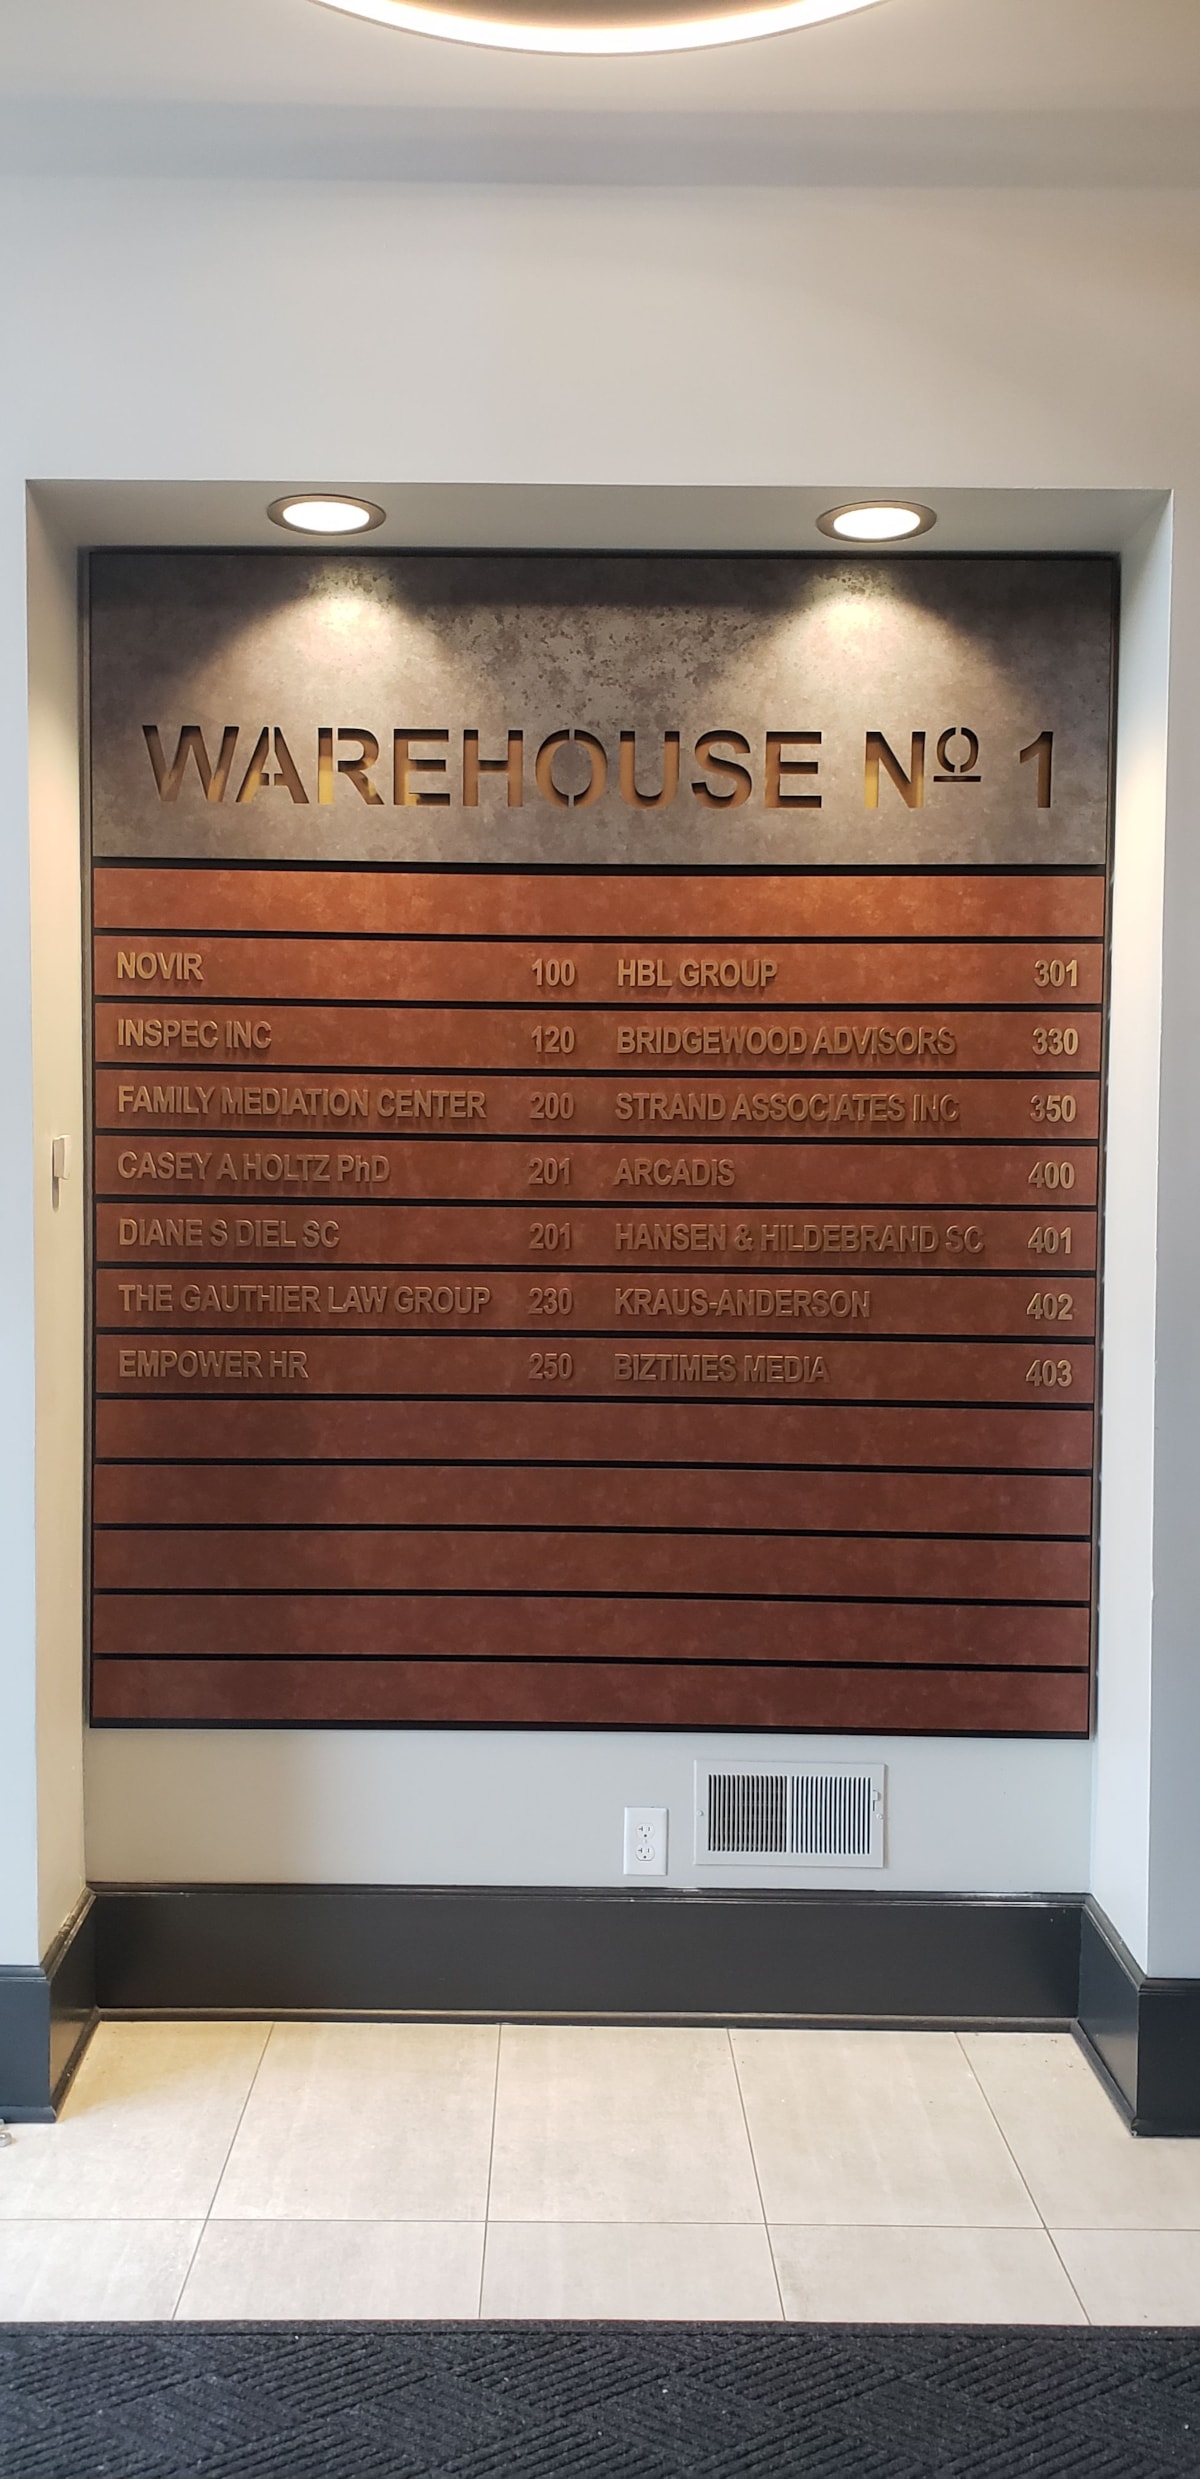 WAREHOUSE Nº 1
NOVIR 100 HBL GROUP 301
INSPEC INC 120 BRIDGEWOOD ADVISORS 330
FAMILY MEDIATION CENTER 200 STRAND ASSOCIATES INC 350
CASEY A HOLTZ PhD 201 ARCADIS 400
DIANE S DIEL SC 201 HANSEN & HILDEBRAND SC 401
THE GAUTHIER LAW GROUP 230 KRAUS-ANDERSON 402
EMPOWER HR 250 BIZTIMES MEDIA 403